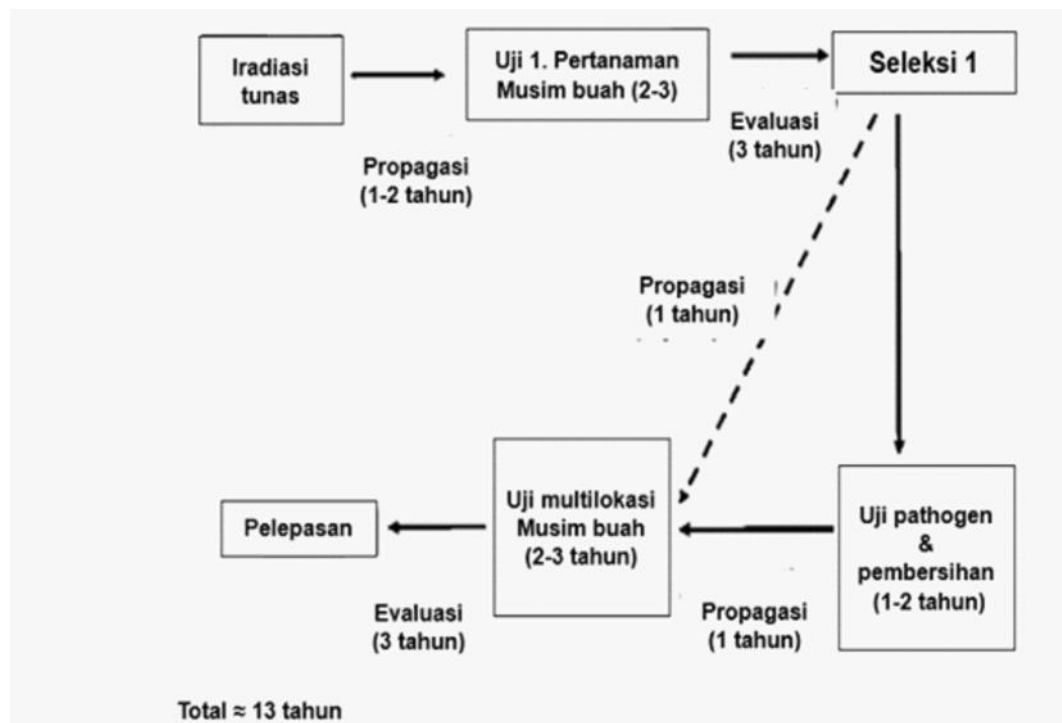 Iradiasi
tunas
Uji 1. Pertanaman
Musim buah (2-3)
Seleksi 1
Propagasi
(1-2 tahun)
Evaluasi
(3 tahun)
Propagasi
(1 tahun)
Pelepasan
Uji multilokasi
Musim buah
(2-3 tahun)
Uji pathogen
&
pembersihan
(1-2 tahun)
Evaluasi
(3 tahun)
Propagasi
(1 tahun)
Total ≈ 13 tahun